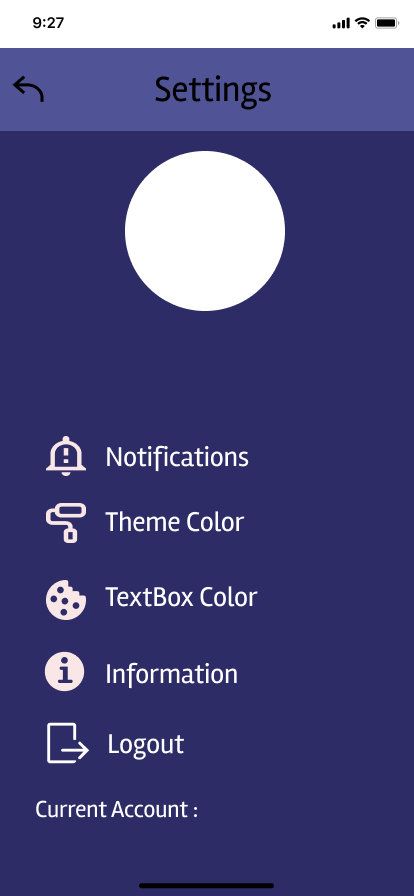 9:27
Settings
Notifications
Theme Color
TextBox Color
Information
Logout
Current Account :